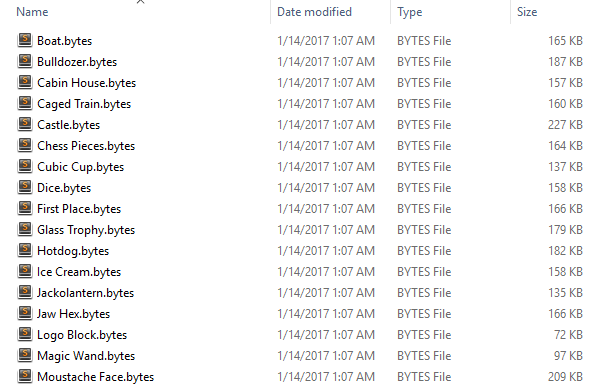 Name Date modified Type Size
Boat.bytes 1/14/2017 1:07 AM BYTES File 165 KB
Bulldozer.bytes 1/14/2017 1:07 AM BYTES File 187 KB
Cabin House.bytes 1/14/2017 1:07 AM BYTES File 157 KB
Caged Train.bytes 1/14/2017 1:07 AM BYTES File 160 KB
Castle.bytes 1/14/2017 1:07 AM BYTES File 227 KB
Chess Pieces.bytes 1/14/2017 1:07 AM BYTES File 164 KB
Cubic Cup.bytes 1/14/2017 1:07 AM BYTES File 137 KB
Dice.bytes 1/14/2017 1:07 AM BYTES File 158 KB
First Place.bytes 1/14/2017 1:07 AM BYTES File 166 KB
Glass Trophy.bytes 1/14/2017 1:07 AM BYTES File 179 KB
Hotdog.bytes 1/14/2017 1:07 AM BYTES File 182 KB
Ice Cream.bytes 1/14/2017 1:07 AM BYTES File 158 KB
Jackolantern.bytes 1/14/2017 1:07 AM BYTES File 135 KB
Jaw Hex.bytes 1/14/2017 1:07 AM BYTES File 166 KB
Logo Block.bytes 1/14/2017 1:07 AM BYTES File 72 KB
Magic Wand.bytes 1/14/2017 1:07 AM BYTES File 97 KB
Moustache Face.bytes 1/14/2017 1:07 AM BYTES File 209 KB